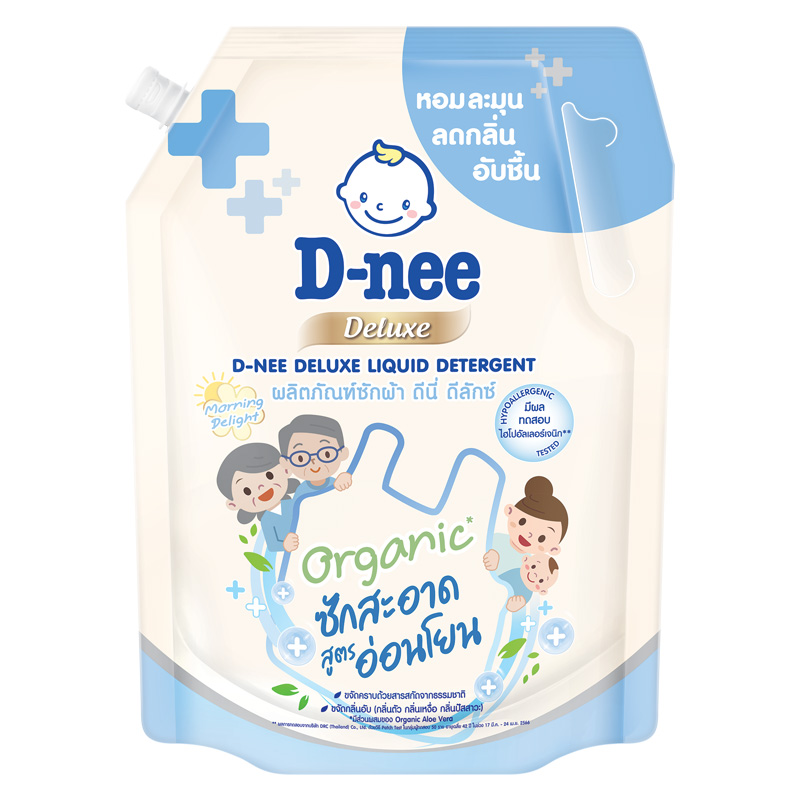 หอมละมุน
ลดกลิ่น
อับชื้น
D-nee
Deluxe
D-NEE DELUXE LIQUID DETERGENT
ผลิตภัณฑ์ซักผ้า ดีนี่ ดีลักซ์
Morning
Delight
HYPOALLERGENIC
มีผล
ทดสอบ
ไฮโปอัลเลอร์เจนิก**
TESTED
Organic*
ซักสะอาด
สูตรอ่อนโยน
ขจัดคราบด้วยสารสกัดจากธรรมชาติ
ขจัดกลิ่นอับ (กลิ่นตัว กลิ่นเหงื่อ กลิ่นปัสสาวะ)
*มีส่วนผสมของ Organic Aloe Vera